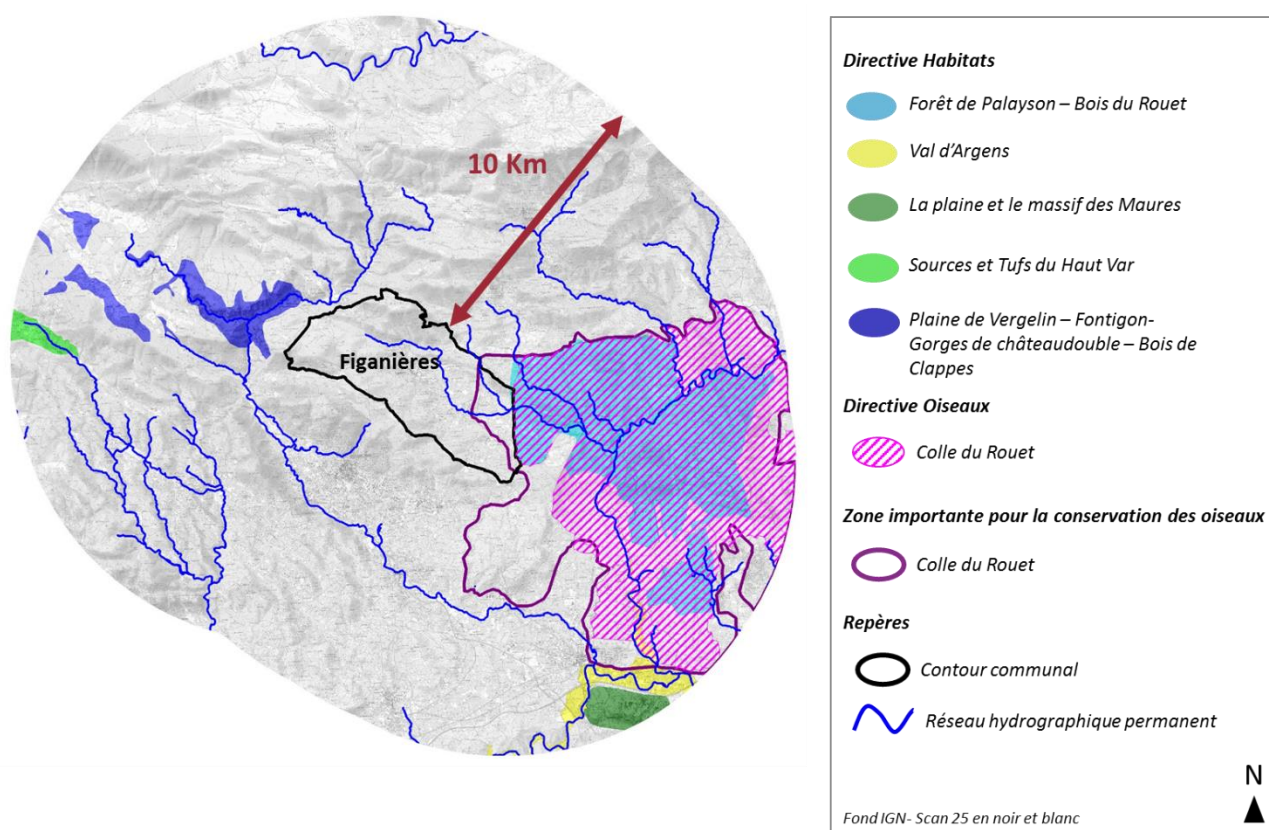 10 Km
Figanières
Directive Habitats
Forêt de Palayson – Bois du Rouet
Val d'Argens
La plaine et le massif des Maures
Sources et Tufs du Haut Var
Plaine de Vergelin – Fontigon-
Gorges de châteaudouble – Bois de
Clappes
Directive Oiseaux
Colle du Rouet
Zone importante pour la conservation des oiseaux
Colle du Rouet
Repères
Contour communal
Réseau hydrographique permanent
N
Fond IGN- Scan 25 en noir et blanc